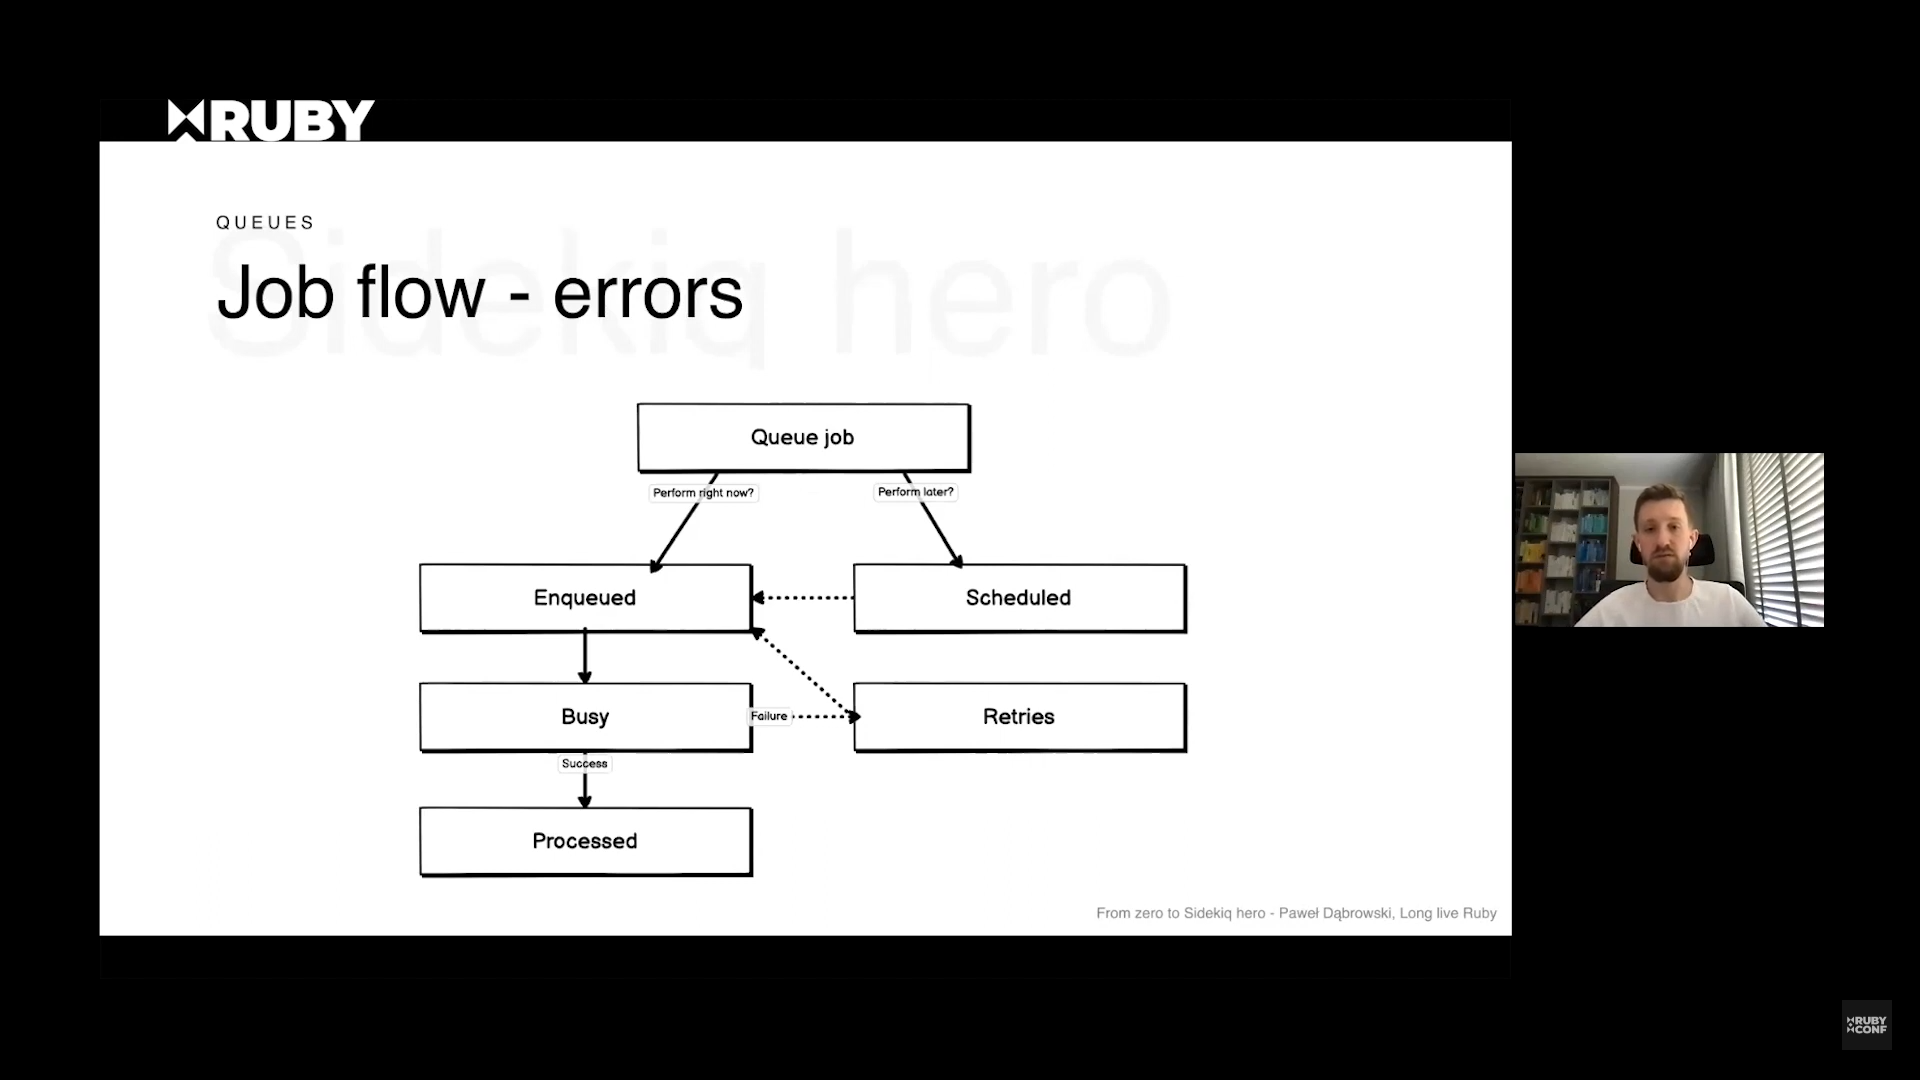 RUBY
QUEUES
Sidekiq hero
Job flow - errors
Queue job
Perform right now?
Perform later?
Enqueued
Scheduled
Busy
Failure
Retries
Success
Processed
From zero to Sidekiq hero - Paweł Dąbrowski, Long live Ruby
RUBY
CONF